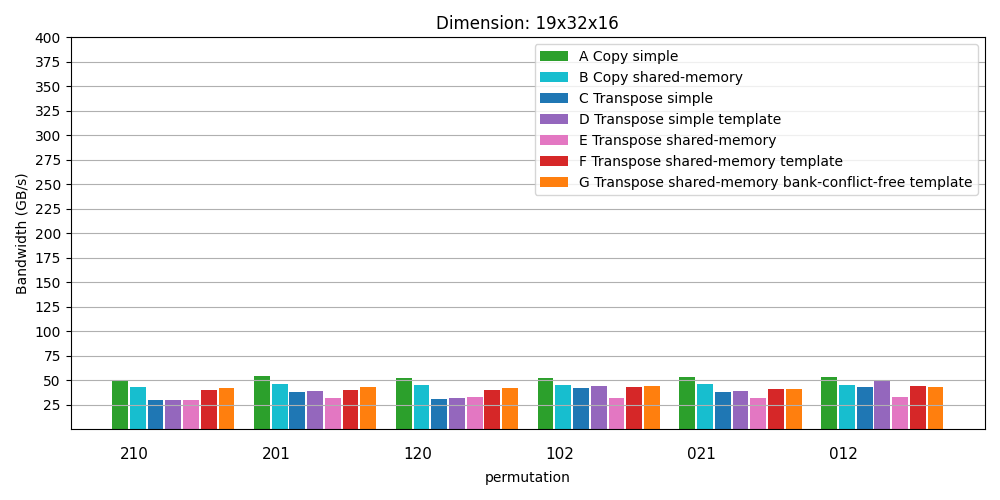 Dimension: 19x32x16
400
375
350
325
300
275
250
225
200
175
150
125
100
75
50
25
Bandwidth (GB/s)
A Copy simple
B Copy shared-memory
C Transpose simple
D Transpose simple template
E Transpose shared-memory
F Transpose shared-memory template
G Transpose shared-memory bank-conflict-free template
210 201 120 102 021 012
permutation